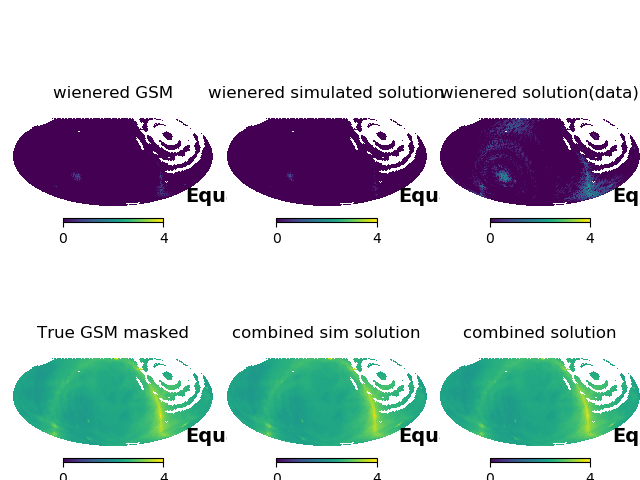 wienered GSM
wienered simulated solution
wienered solution(data)
Equ
Equ
Eq
0 4
0 4
0 4
True GSM masked
combined sim solution
combined solution
Equ
Equ
Eq
0 4
0 4
0 4